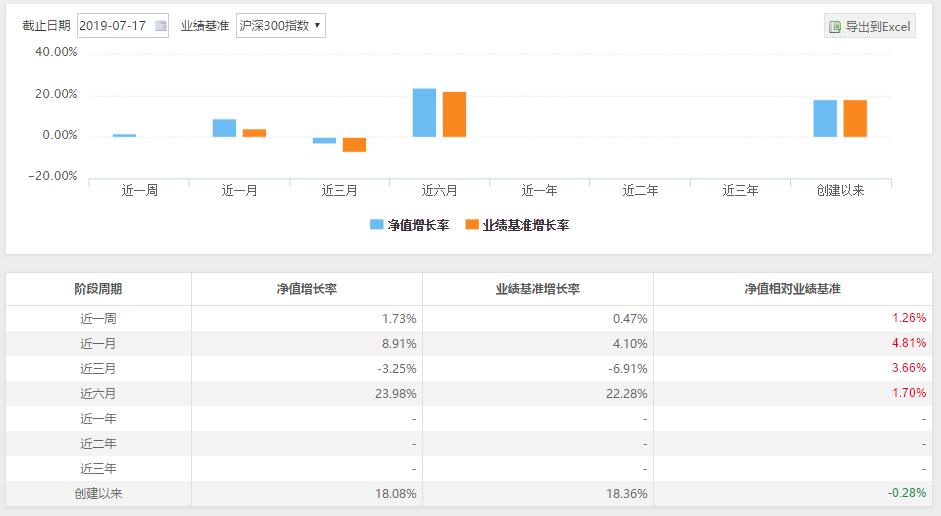 截止日期 2019-07-17 业绩基准 沪深300指数 导出到Excel
40.00%
20.00%
0.00%
-20.00%
近一周 近一月 近三月 近六月 近一年 近二年 近三年 创建以来
净值增长率 业绩基准增长率
阶段周期 净值增长率 业绩基准增长率 净值相对业绩基准
近一周 1.73% 0.47% 1.26%
近一月 8.91% 4.10% 4.81%
近三月 -3.25% -6.91% 3.66%
近六月 23.98% 22.28% 1.70%
近一年 - - -
近二年 - - -
近三年 - - -
创建以来 18.08% 18.36% -0.28%